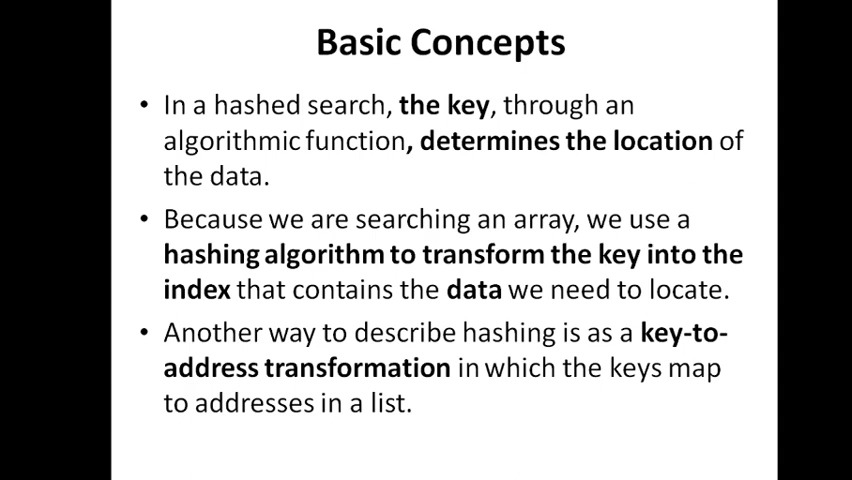 Basic Concepts
• In a hashed search, the key, through an
algorithmic function, determines the location of
the data.
• Because we are searching an array, we use a
hashing algorithm to transform the key into the
index that contains the data we need to locate.
• Another way to describe hashing is as a key-to-
address transformation in which the keys map
to addresses in a list.